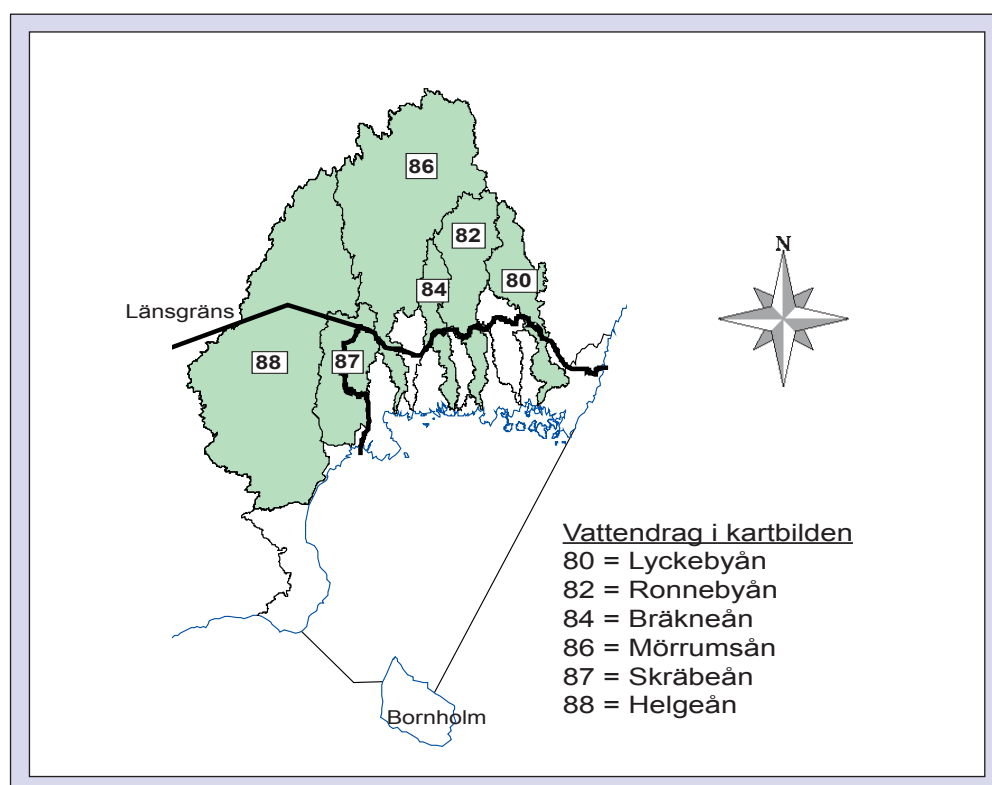 86
82
N
80
84
Länsgräns
88
87
Vattendrag i kartbilden
80 = Lyckebyån
82 = Ronnebyån
84 = Bräkneån
86 = Mörrumsån
87 = Skräbeån
88 = Helgeån
Bornholm